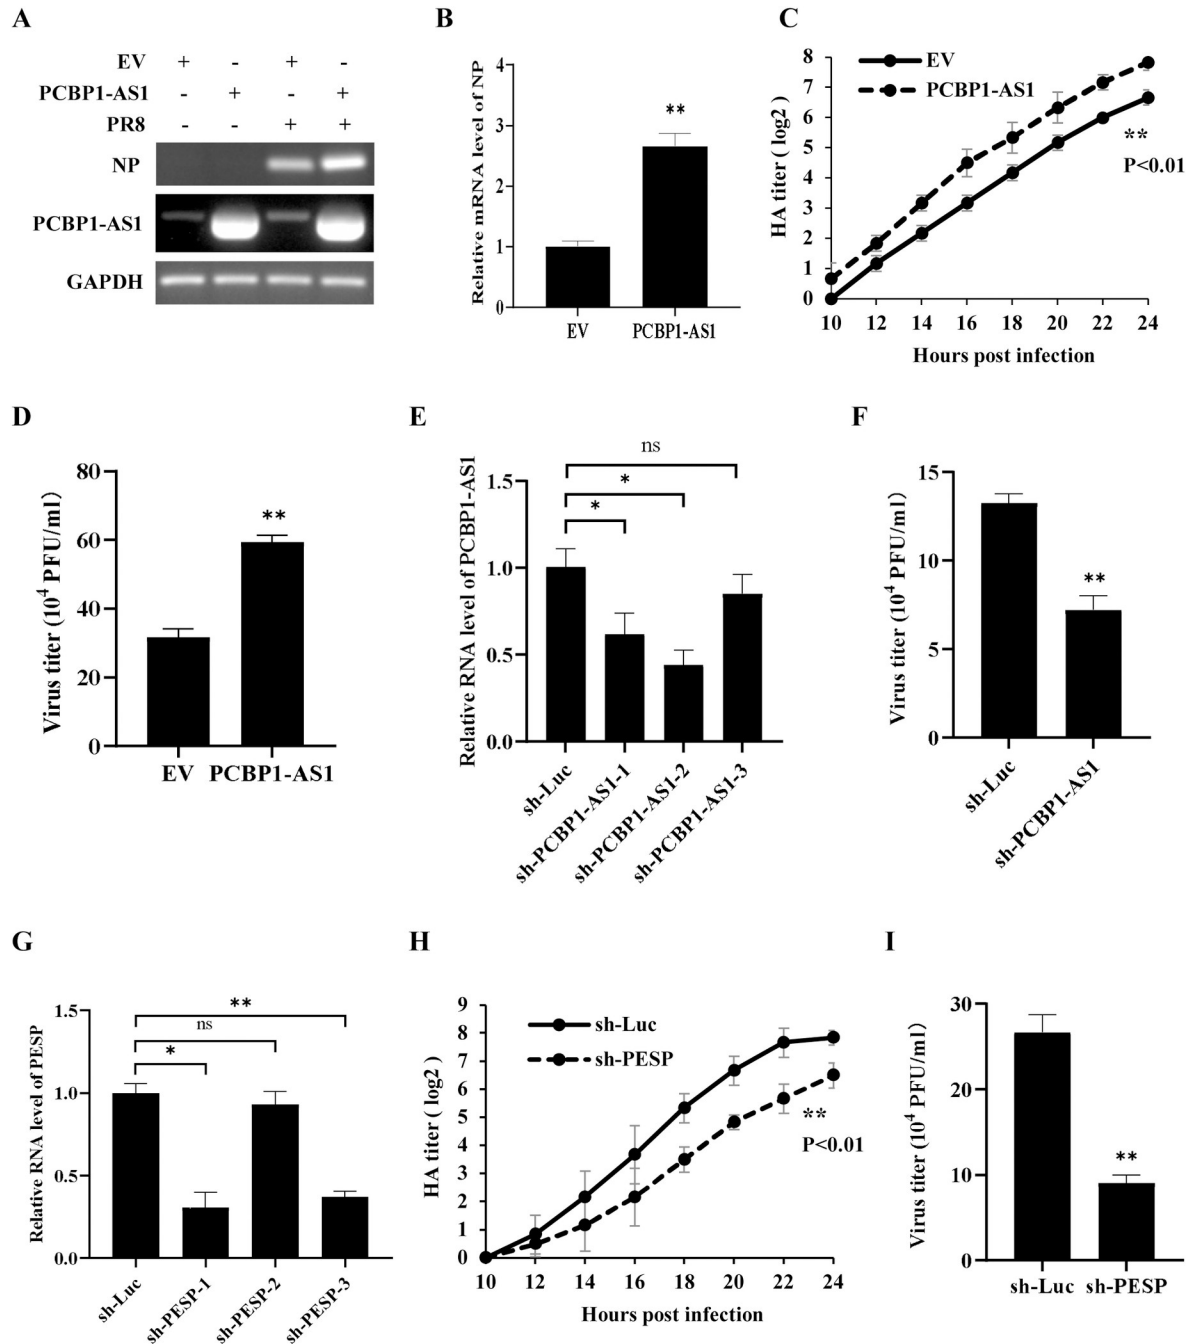 A
EV + - + -
PCBP1-AS1 - + - +
PR8 - - + +
NP
PCBP1-AS1
GAPDH
B
Relative mRNA level of NP
4
3
2
1
0
**
EV PCBP1-AS1
C
HA titer ( log2 )
8
7
6
5
4
3
2
1
0
EV
PCBP1-AS1
**
P<0.01
10 12 14 16 18 20 22 24
Hours post infection
D
Virus titer (10⁴ PFU/ml)
80
60
40
20
0
**
EV PCBP1-AS1
E
Relative RNA level of PCBP1-AS1
1.5
1.0
0.5
0.0
ns
*
*
sh-Luc
sh-PCBP1-AS1-1
sh-PCBP1-AS1-2
sh-PCBP1-AS1-3
F
Virus titer (10⁴ PFU/ml)
15
10
5
0
**
sh-Luc
sh-PCBP1-AS1
G
Relative RNA level of PESP
1.5
1.0
0.5
0.0
**
ns
*
sh-Luc
sh-PESP-1
sh-PESP-2
sh-PESP-3
H
HA titer ( log2 )
9
8
7
6
5
4
3
2
1
0
sh-Luc
sh-PESP
**
P<0.01
10 12 14 16 18 20 22 24
Hours post infection
I
Virus titer (10⁴ PFU/ml)
30
20
10
0
**
sh-Luc sh-PESP